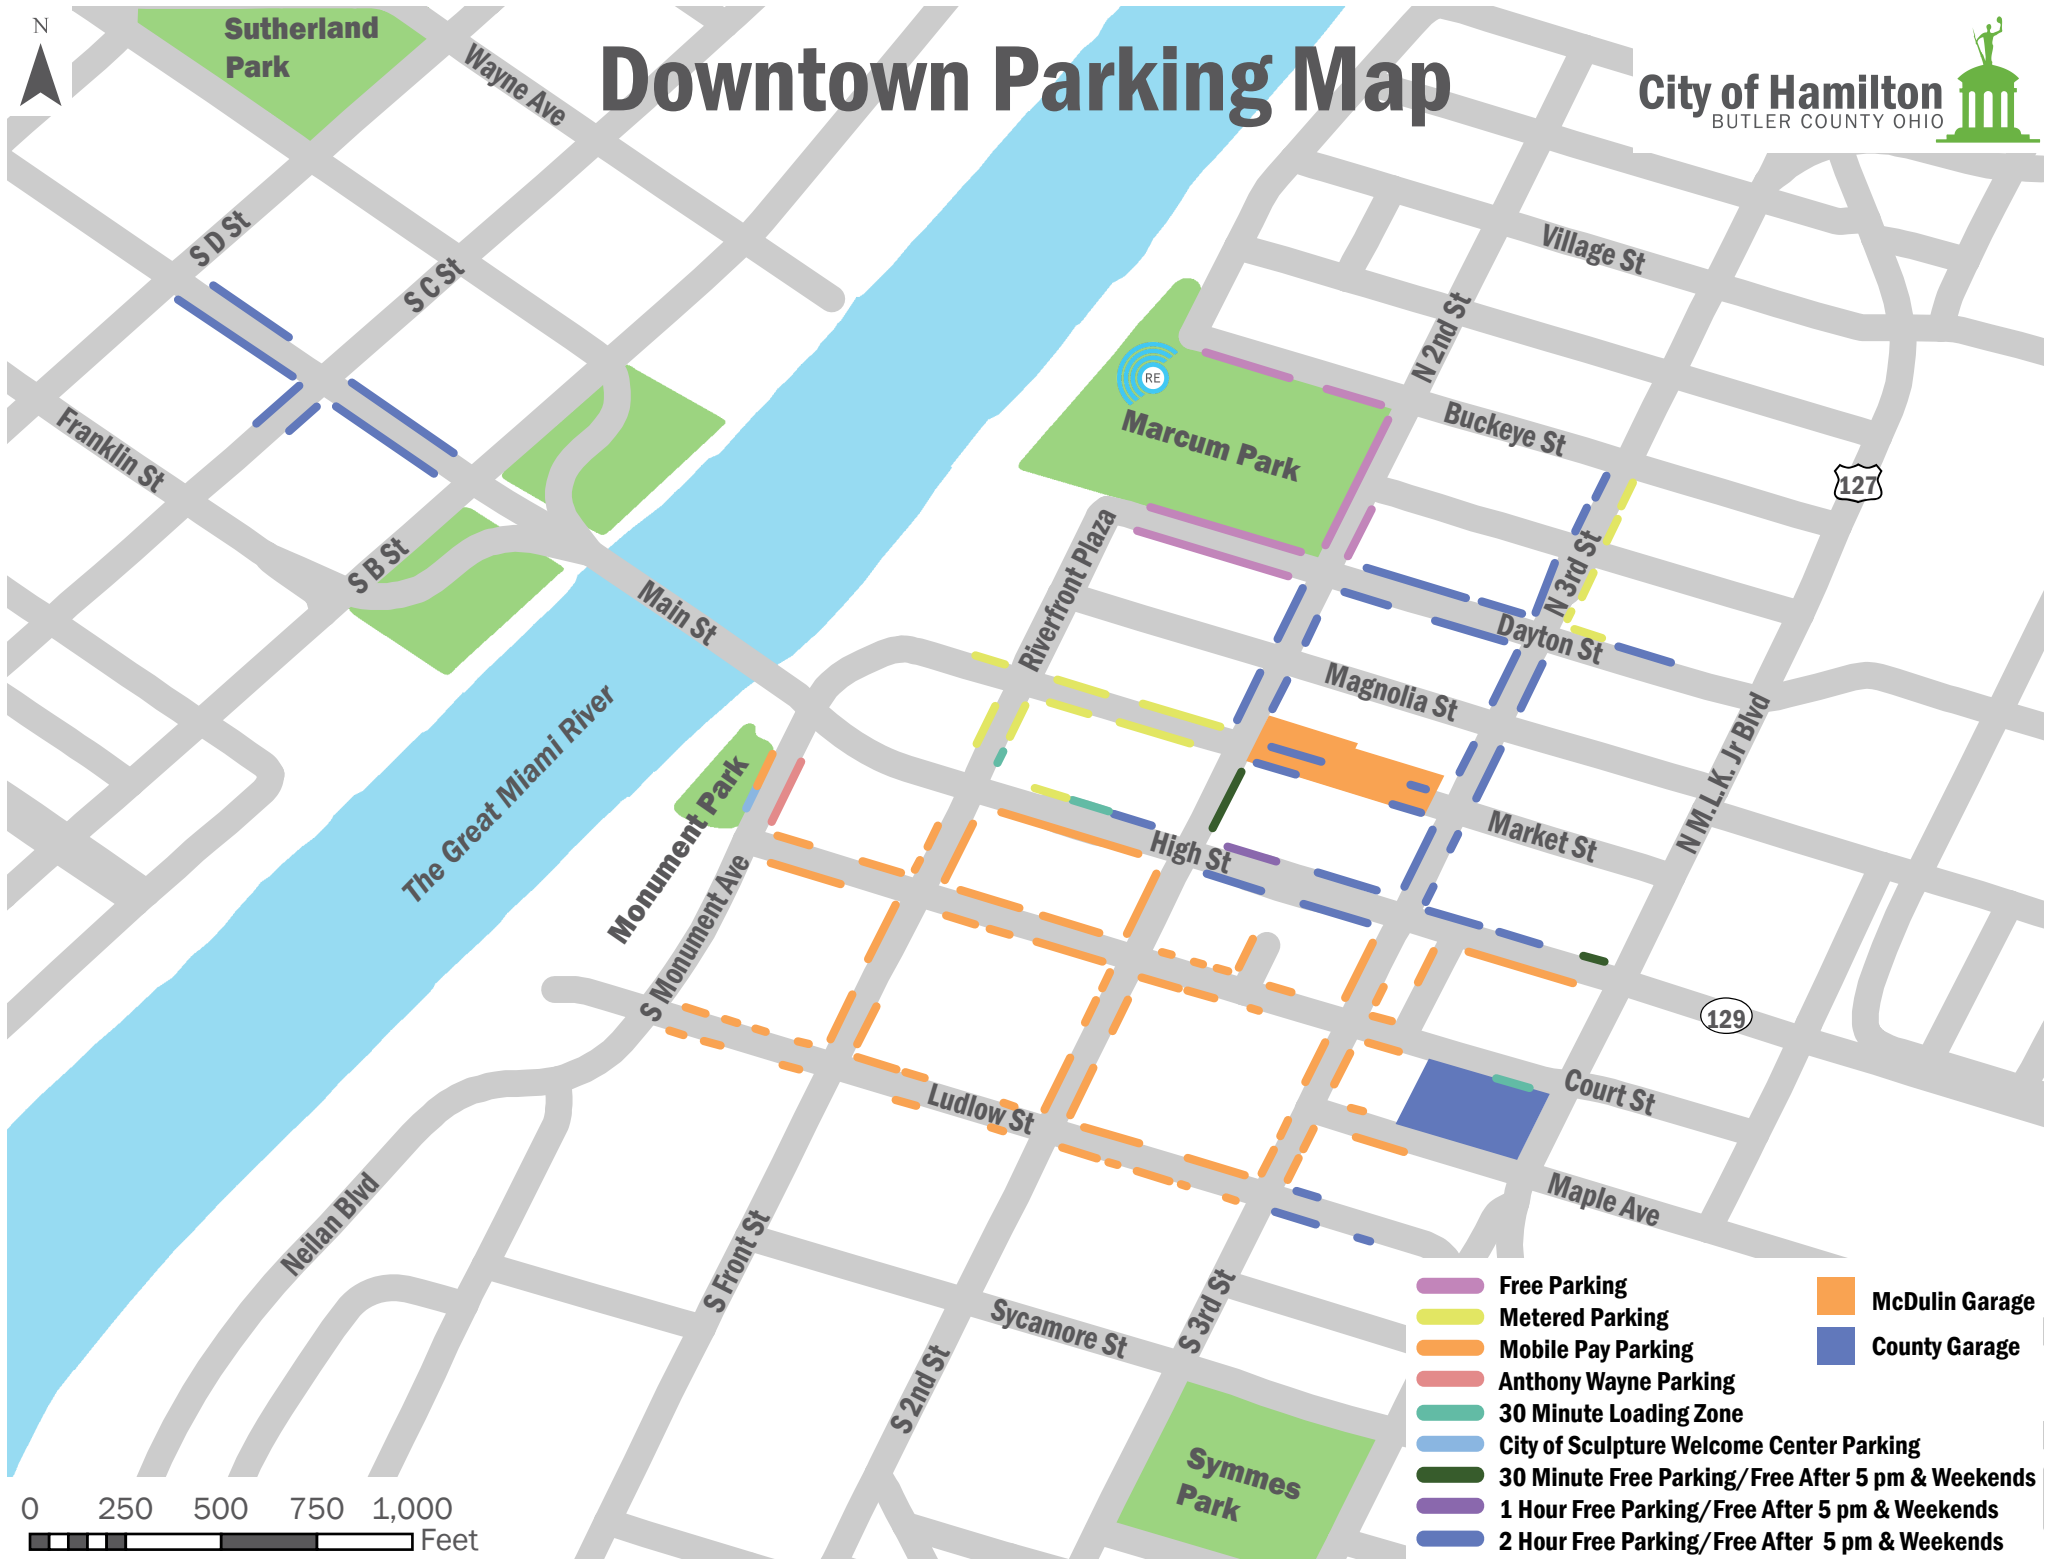 N
Sutherland
Park
Wayne Ave
Downtown Parking Map
City of Hamilton
BUTLER COUNTY OHIO
S D St
S C St
Village St
N 2nd St
RE
Marcum Park
Buckeye St
Franklin St
127
S B St
Riverfront Plaza
N 3rd St
Main St
Dayton St
Magnolia St
The Great Miami River
N M.L.K. Jr Blvd
Monument Park
High St
Market St
S Monument Ave
129
Ludlow St
Court St
Neilan Blvd
Maple Ave
S Front St
S 3rd St
Sycamore St
S 2nd St
Symmes
Park
Free Parking
Metered Parking
Mobile Pay Parking
Anthony Wayne Parking
30 Minute Loading Zone
City of Sculpture Welcome Center Parking
30 Minute Free Parking/Free After 5 pm & Weekends
1 Hour Free Parking/Free After 5 pm & Weekends
2 Hour Free Parking/Free After 5 pm & Weekends
McDulin Garage
County Garage
0 250 500 750 1,000
Feet